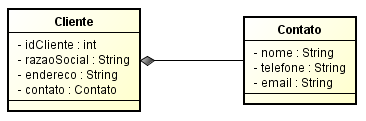 Cliente
- idCliente : int
- razaoSocial : String
- endereco : String
- contato : Contato
Contato
- nome : String
- telefone : String
- email : String